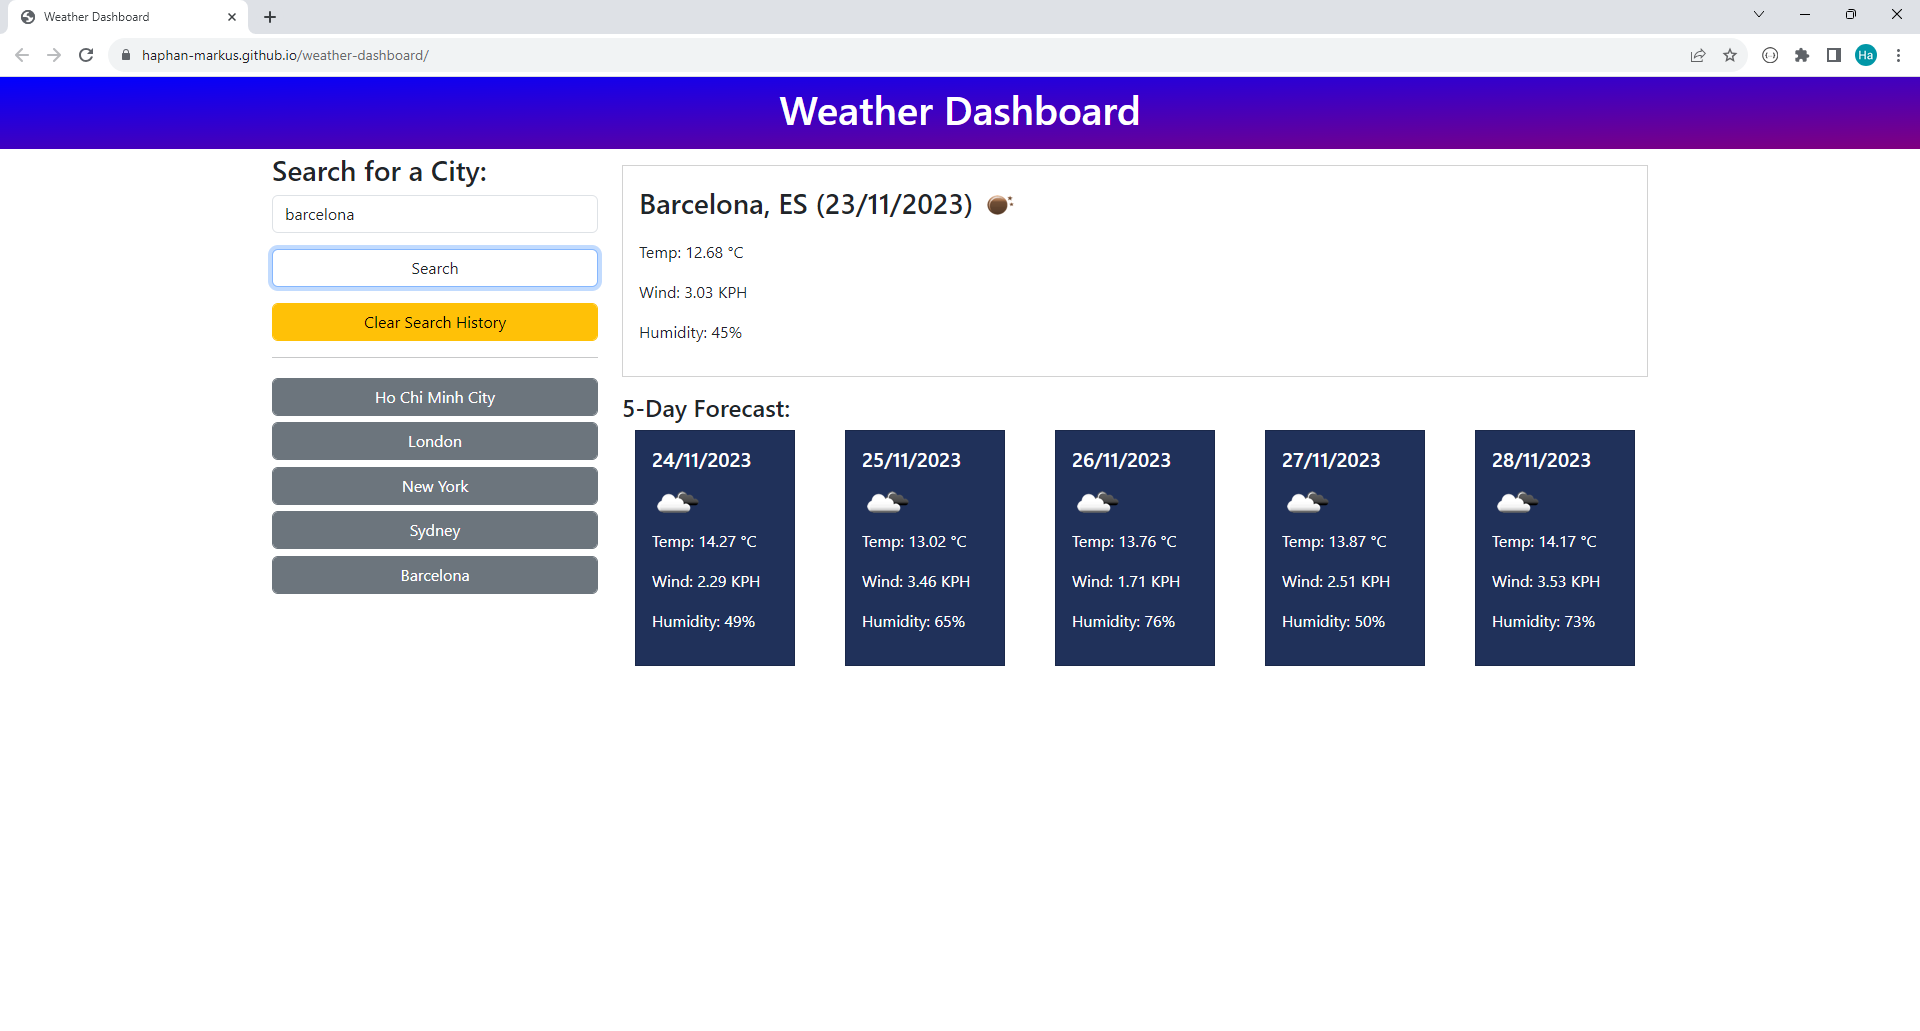 Weather Dashboard
haphan-markus.github.io/weather-dashboard/
Ha
Weather Dashboard
Search for a City:
barcelona
Search
Clear Search History
Ho Chi Minh City
London
New York
Sydney
Barcelona
Barcelona, ES (23/11/2023)
Temp: 12.68 °C
Wind: 3.03 KPH
Humidity: 45%
5-Day Forecast:
24/11/2023
Temp: 14.27 °C
Wind: 2.29 KPH
Humidity: 49%
25/11/2023
Temp: 13.02 °C
Wind: 3.46 KPH
Humidity: 65%
26/11/2023
Temp: 13.76 °C
Wind: 1.71 KPH
Humidity: 76%
27/11/2023
Temp: 13.87 °C
Wind: 2.51 KPH
Humidity: 50%
28/11/2023
Temp: 14.17 °C
Wind: 3.53 KPH
Humidity: 73%